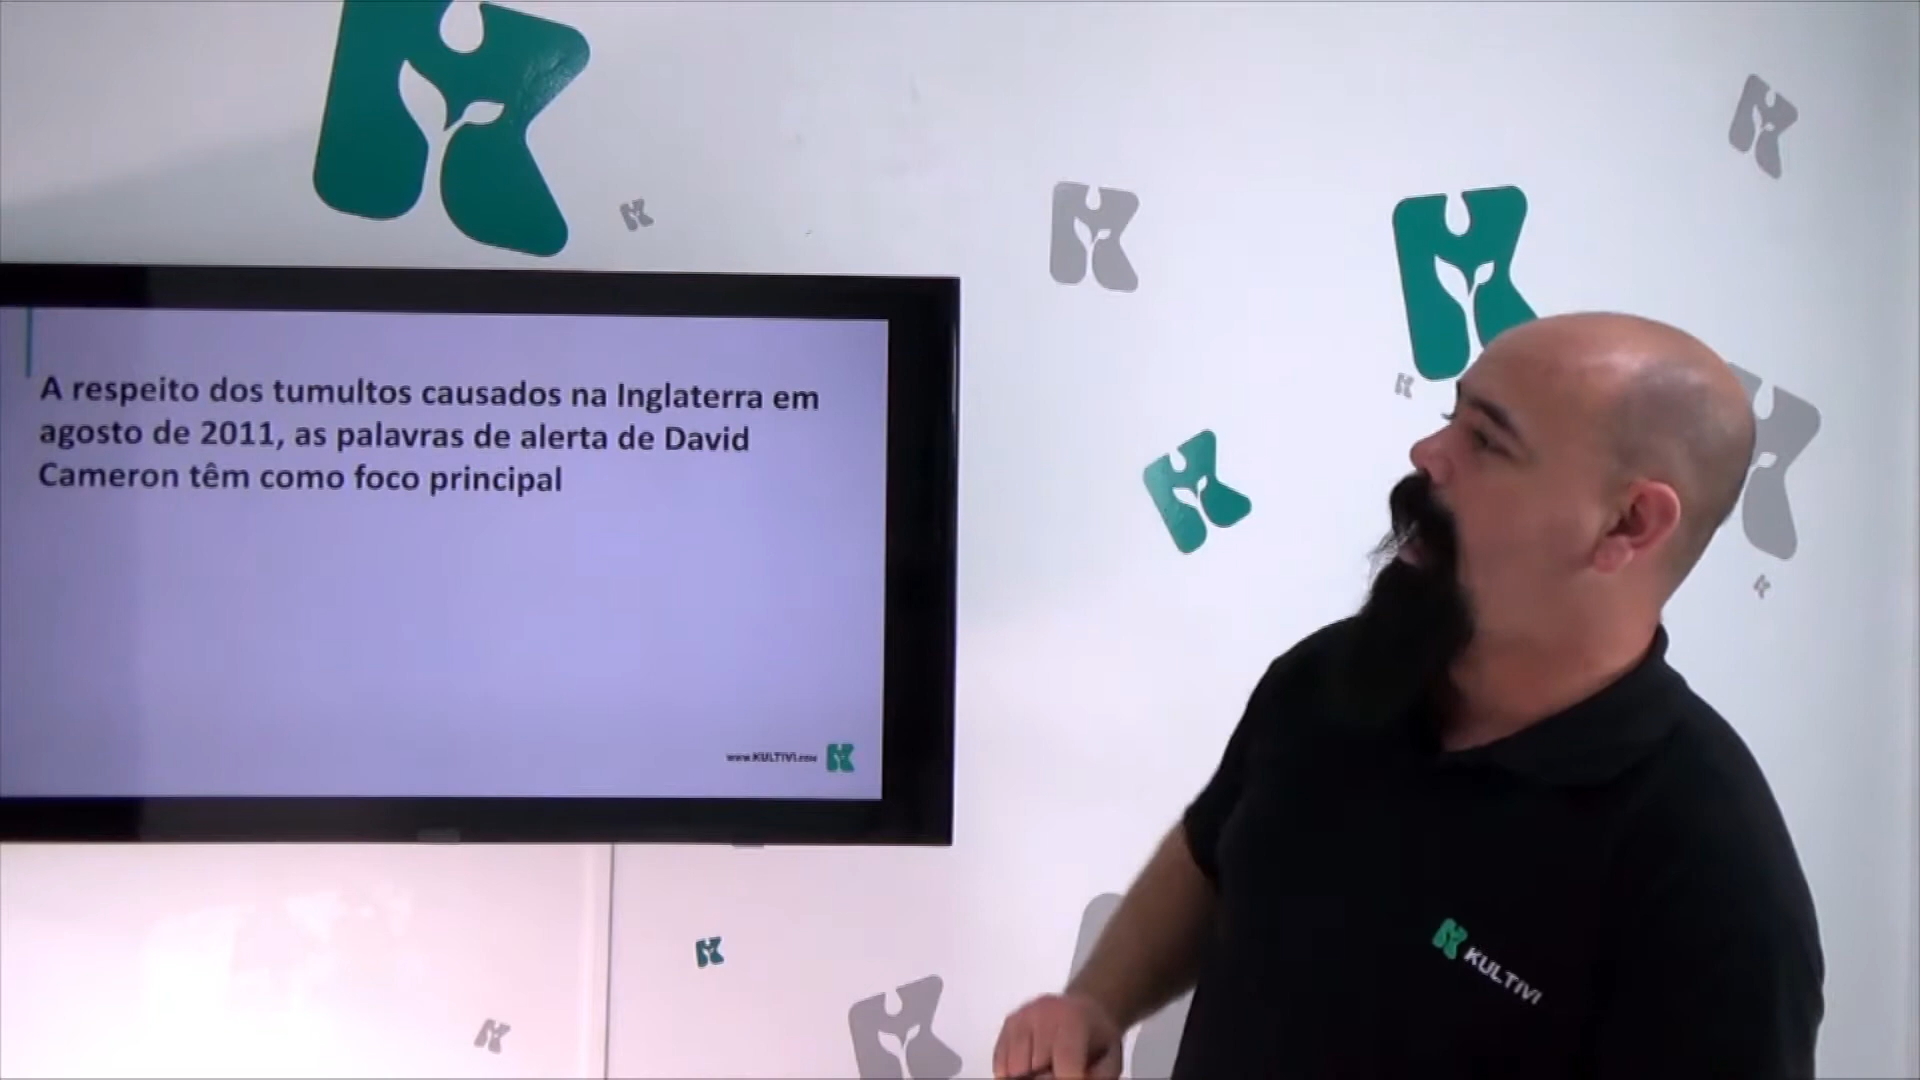 A respeito dos tumultos causados na Inglaterra em
agosto de 2011, as palavras de alerta de David
Cameron têm como foco principal
www.KULTIVI.com
KULTIVI